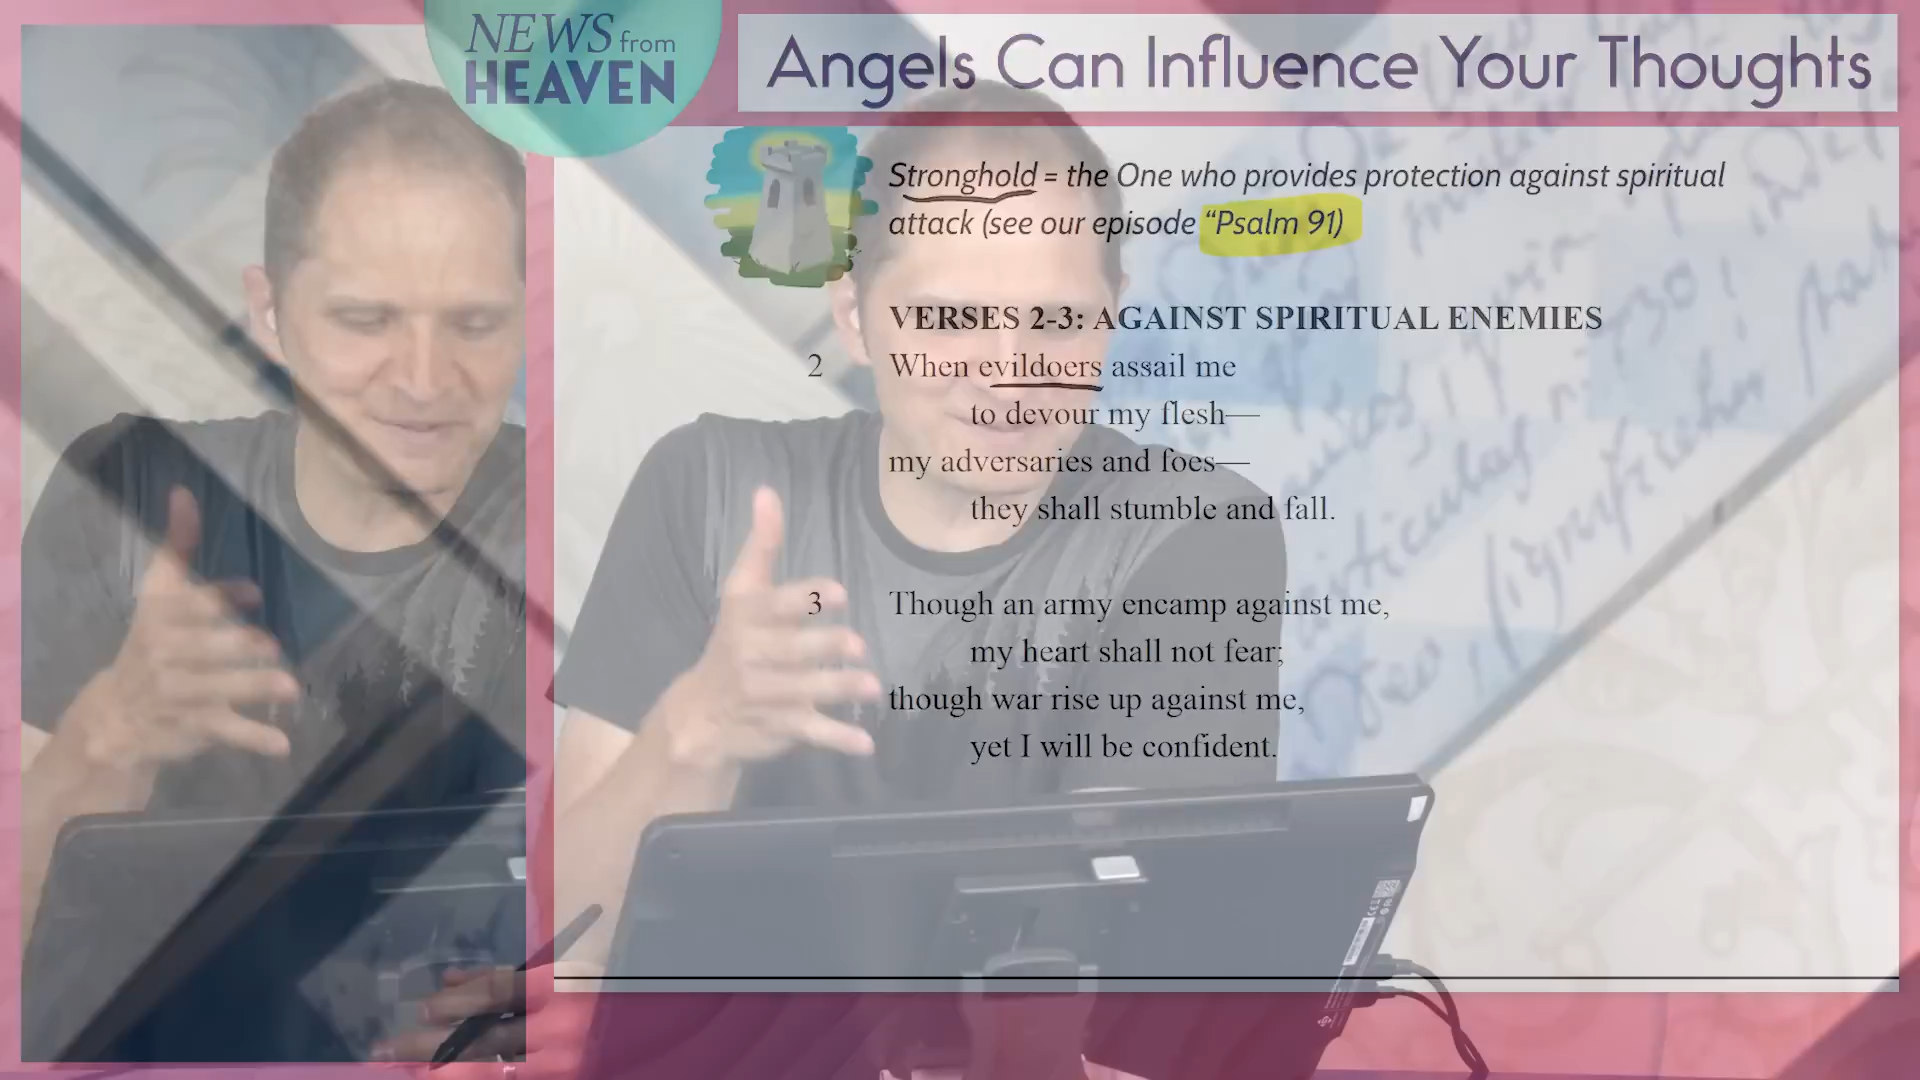 NEWS from
HEAVEN
Angels Can Influence Your Thoughts
Stronghold = the One who provides protection against spiritual
attack (see our episode “Psalm 91)
VERSES 2-3: AGAINST SPIRITUAL ENEMIES
2 When evildoers assail me
to devour my flesh—
my adversaries and foes—
they shall stumble and fall.
3 Though an army encamp against me,
my heart shall not fear;
though war rise up against me,
yet I will be confident.